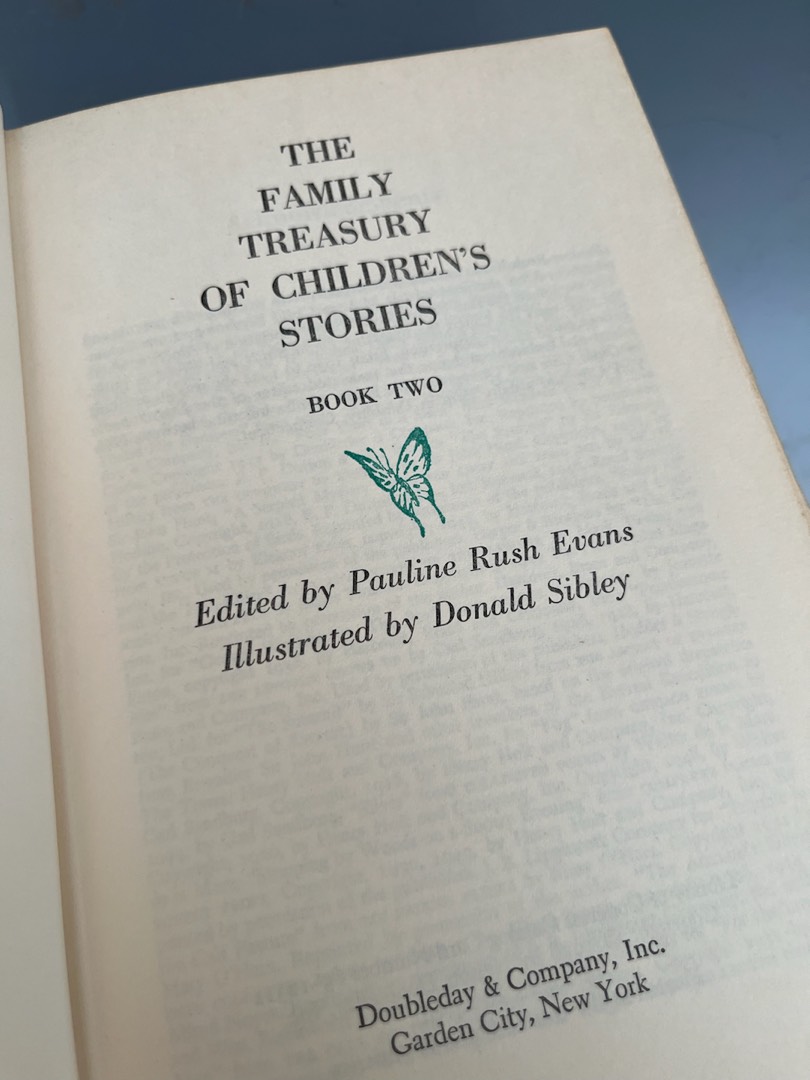 THE
FAMILY
TREASURY
OF CHILDREN'S
STORIES
BOOK TWO
Edited by Pauline Rush Evans
Illustrated by Donald Sibley
Doubleday & Company, Inc.
Garden City, New York